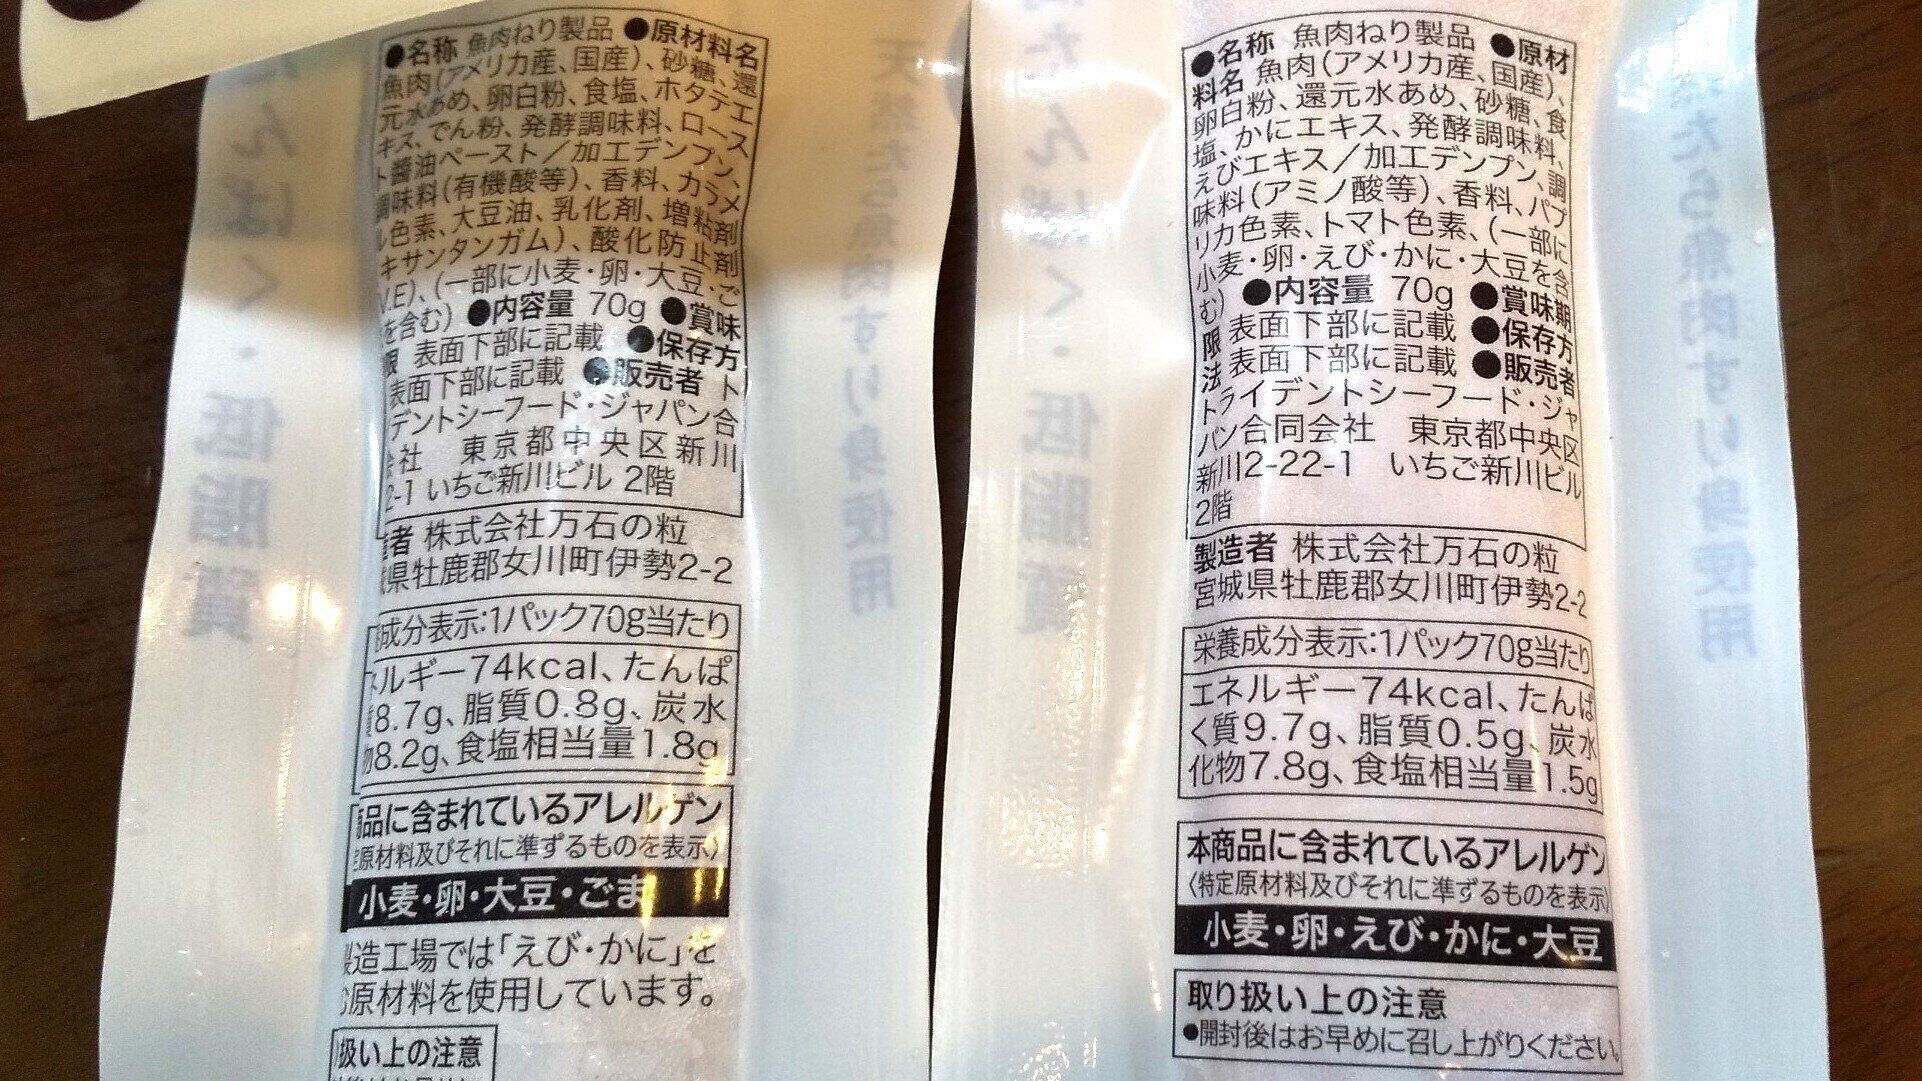 ●名称 魚肉ねり製品 ●原材料名
魚肉(アメリカ産、国産)、砂糖、還
元水あめ、卵白粉、食塩、ホタテエ
キス、でん粉、発酵調味料、ロース
ト醤油ペースト/加工デンプン、
調味料(有機酸等)、香料、カラメ
ル色素、大豆油、乳化剤、増粘剤
キサンタンガム)、酸化防止剤
V.E)、(一部に小麦・卵・大豆・ご
を含む) ●内容量 70g ●賞味
限 表面下部に記載 ●保存方
表面下部に記載 ●販売者 ト
デントシーフード・ジャパン合
会社 東京都中央区新川
2-1 いちご新川ビル 2階
造者 株式会社万石の粒
県牡鹿郡女川町伊勢2-2
成分表示:1パック70g当たり
ネルギー74kcal、たんぱ
質8.7g、脂質0.8g、炭水
物8.2g、食塩相当量1.8g
商品に含まれているアレルゲン
定原材料及びそれに準ずるものを表示〉
小麦・卵・大豆・ごま
製造工場では「えび・かに」を
む原材料を使用しています。
扱い上の注意
●名称 魚肉ねり製品 ●原材
料名 魚肉(アメリカ産、国産)、
卵白粉、還元水あめ、砂糖、食
塩、かにエキス、発酵調味料、
えびエキス/加工デンプン、調
味料(アミノ酸等)、香料、パプ
リカ色素、トマト色素、(一部に
小麦・卵・えび・かに・大豆を含
む) ●内容量 70g ●賞味期
限 表面下部に記載 ●保存方
法 表面下部に記載 ●販売者
トライデントシーフード・ジャ
パン合同会社 東京都中央区
新川2-22-1 いちご新川ビル
2階
製造者 株式会社万石の粒
宮城県牡鹿郡女川町伊勢2-2
栄養成分表示:1パック70g当たり
エネルギー74kcal、たんぱ
く質9.7g、脂質0.5g、炭水
化物7.8g、食塩相当量1.5g
本商品に含まれているアレルゲン
〈特定原材料及びそれに準ずるものを表示〉
小麦・卵・えび・かに・大豆
取り扱い上の注意
●開封後はお早めに召し上がりください。